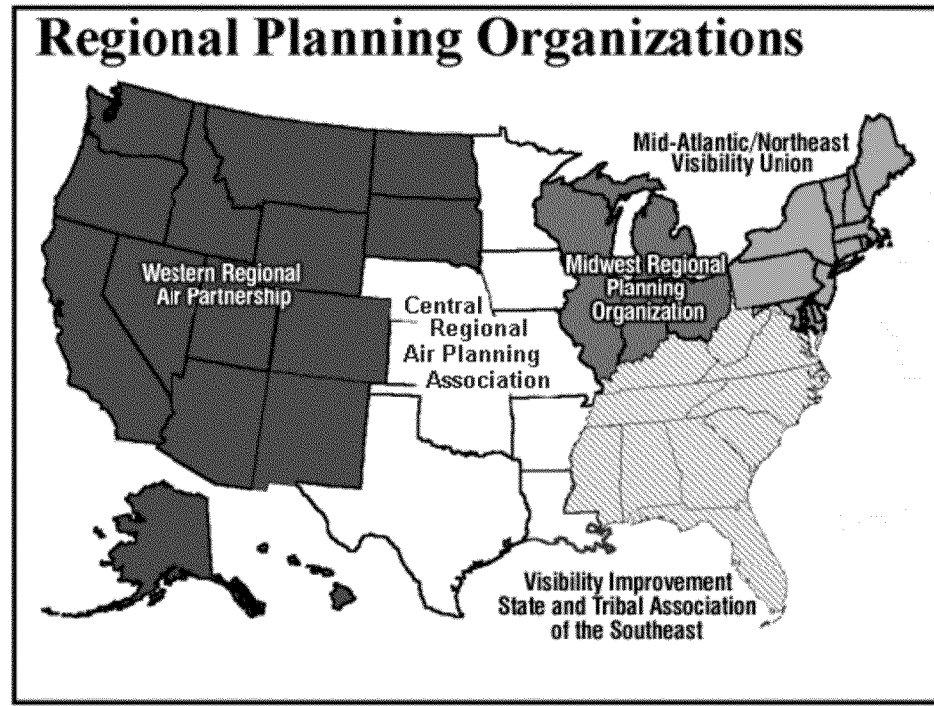 Regional Planning Organizations
Mid-Atlantic/Northeast
Visibility Union
Western Regional
Air Partnership
Midwest Regional
Planning
Organization
Central
Regional
Air Planning
Association
Visibility Improvement
State and Tribal Association
of the Southeast